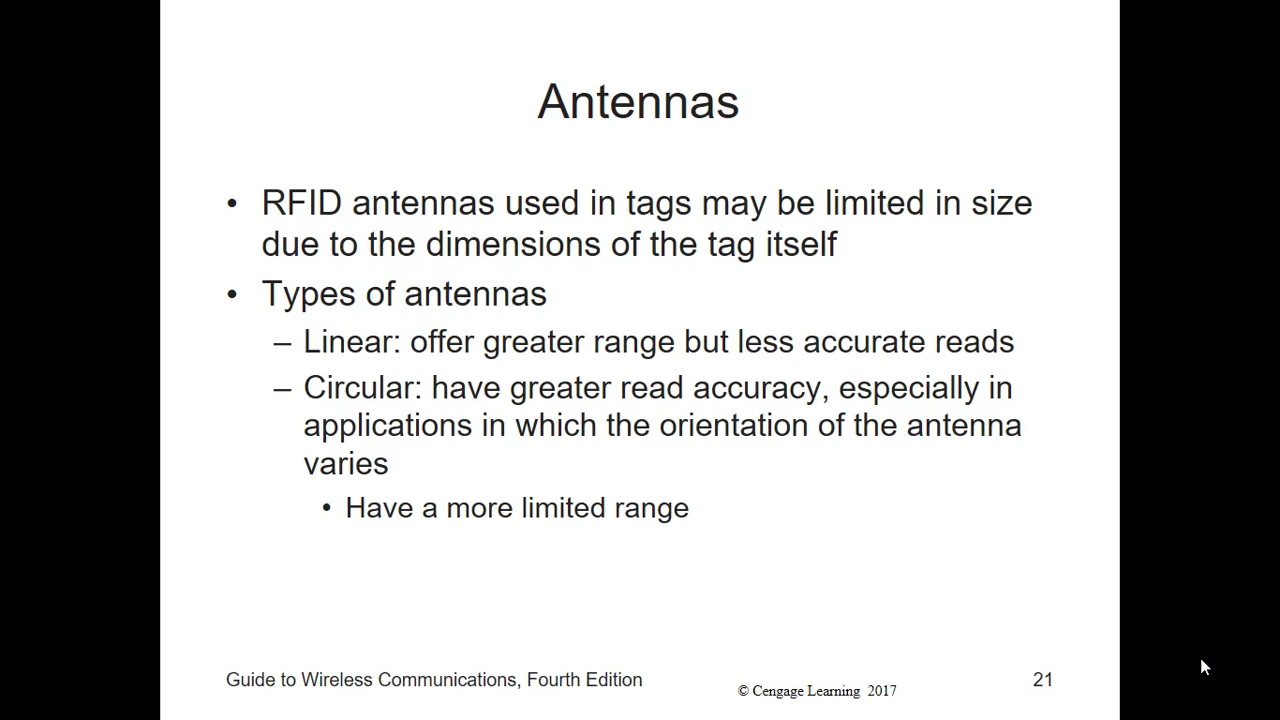 Antennas
• RFID antennas used in tags may be limited in size
due to the dimensions of the tag itself
• Types of antennas
– Linear: offer greater range but less accurate reads
– Circular: have greater read accuracy, especially in
applications in which the orientation of the antenna
varies
• Have a more limited range
Guide to Wireless Communications, Fourth Edition
© Cengage Learning 2017
21